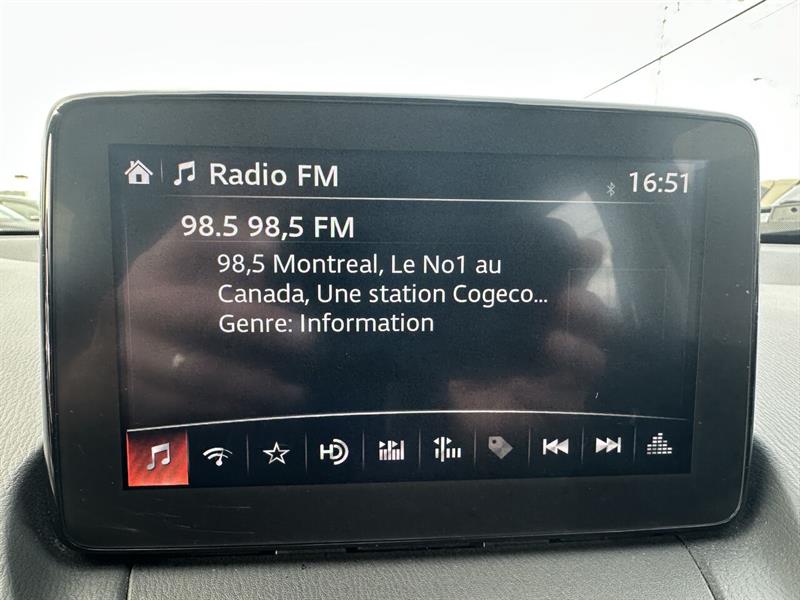 Radio FM
16:51
98.5 98,5 FM
98,5 Montreal, Le No1 au
Canada, Une station Cogeco...
Genre: Information
HD